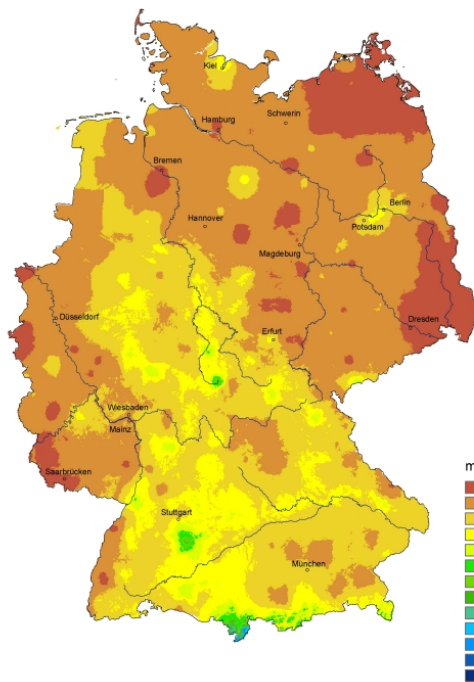 Kiel
Schwerin
Hamburg
Bremen
Berlin
Hannover
Potsdam
Magdeburg
Düsseldorf
Dresden
Erfurt
Wiesbaden
Mainz
Saarbrücken
m
Stuttgart
München